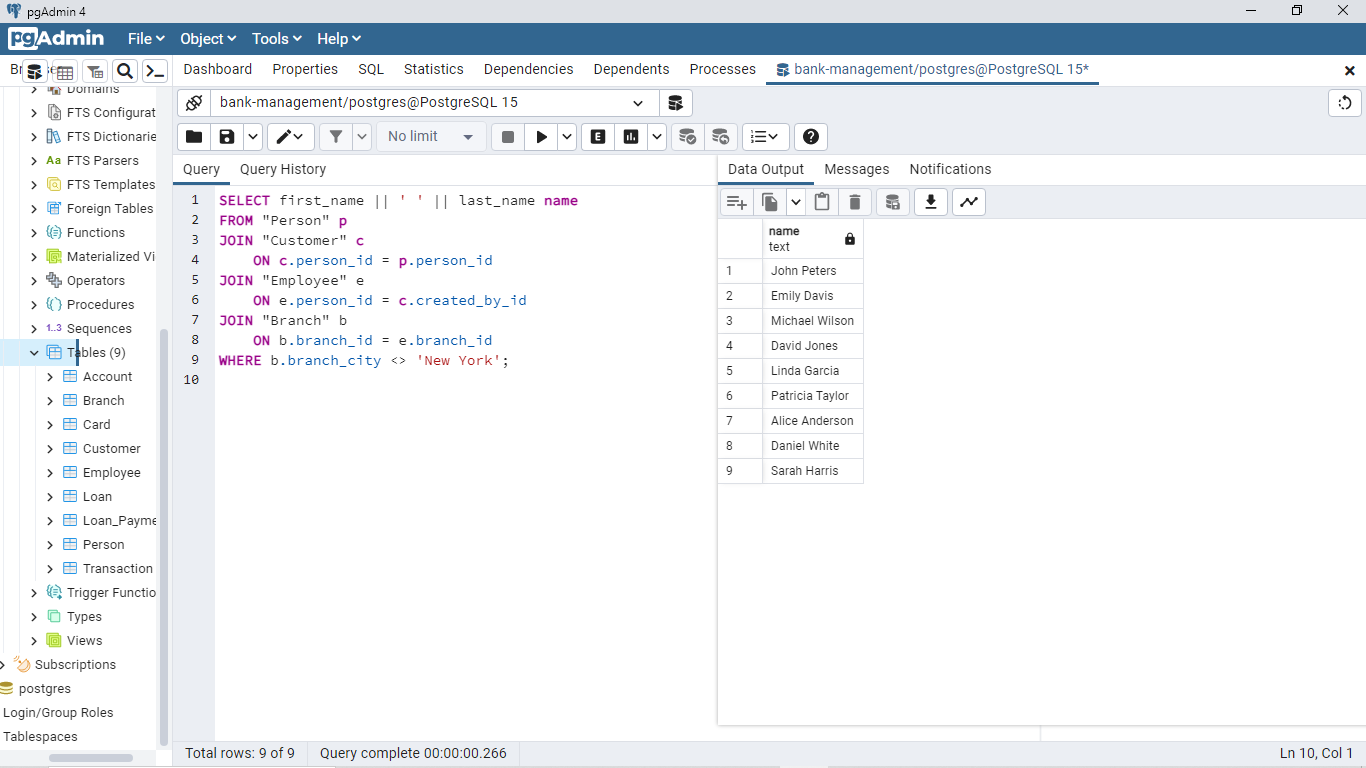 pgAdmin 4
pgAdmin File Object Tools Help
Dashboard Properties SQL Statistics Dependencies Dependents Processes bank-management/postgres@PostgreSQL 15*
bank-management/postgres@PostgreSQL 15
No limit
E
Domains
FTS Configurat
FTS Dictionarie
Aa FTS Parsers
FTS Templates
Foreign Tables
Functions
Materialized Vi
Operators
Procedures
1..3 Sequences
Tables (9)
Account
Branch
Card
Customer
Employee
Loan
Loan_Payme
Person
Transaction
Trigger Functio
Types
Views
Subscriptions
postgres
Login/Group Roles
Tablespaces
Query Query History
1 SELECT first_name || ' ' || last_name name
2 FROM "Person" p
3 JOIN "Customer" c
4 ON c.person_id = p.person_id
5 JOIN "Employee" e
6 ON e.person_id = c.created_by_id
7 JOIN "Branch" b
8 ON b.branch_id = e.branch_id
9 WHERE b.branch_city <> 'New York';
10
Data Output Messages Notifications
name
text
1 John Peters
2 Emily Davis
3 Michael Wilson
4 David Jones
5 Linda Garcia
6 Patricia Taylor
7 Alice Anderson
8 Daniel White
9 Sarah Harris
Total rows: 9 of 9 Query complete 00:00:00.266 Ln 10, Col 1